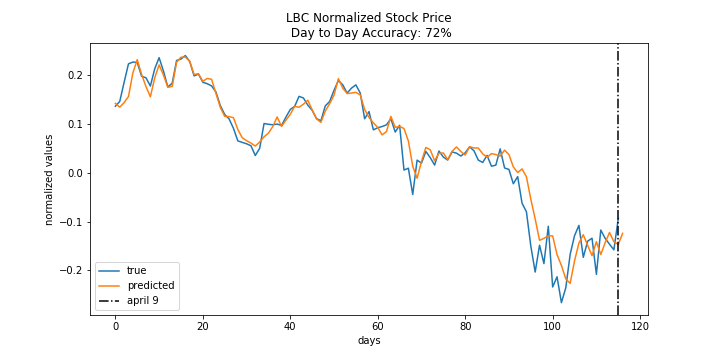 LBC Normalized Stock Price
Day to Day Accuracy: 72%
normalized values
0.2
0.1
0.0
−0.1
−0.2
0
20
40
60
80
100
120
days
true
predicted
april 9